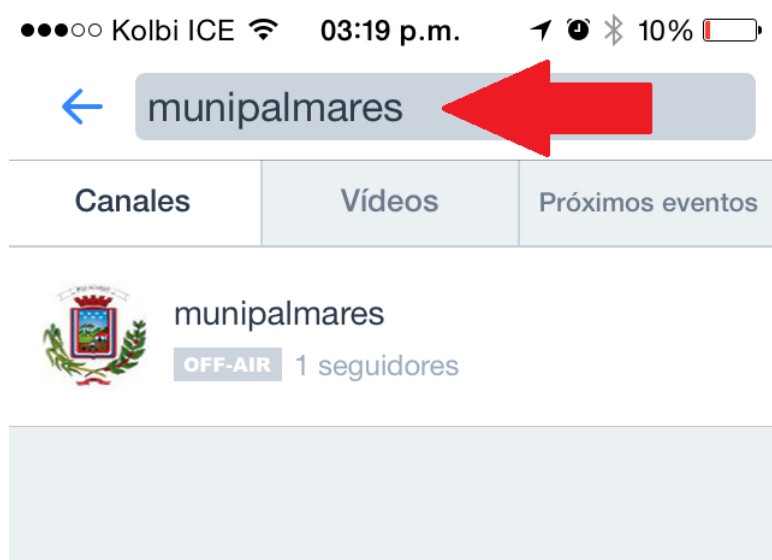 Kolbi ICE 03:19 p.m. 10%
munipalmares
Canales Vídeos Próximos eventos
munipalmares
OFF-AIR 1 seguidores